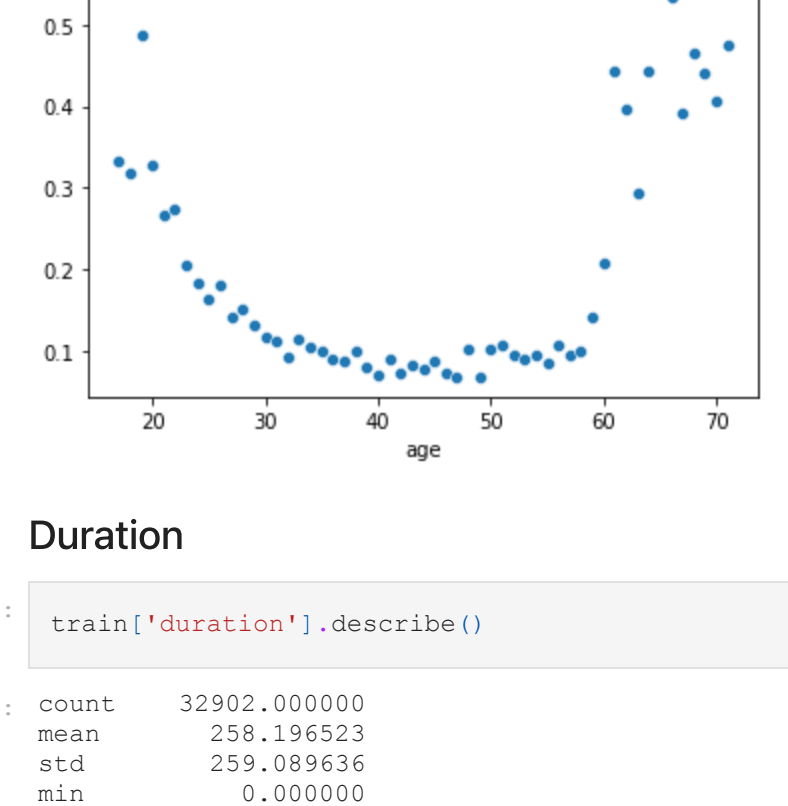 0.5
0.4
0.3
0.2
0.1
20 30 40 50 60 70
age
Duration
: train['duration'].describe()
: count 32902.000000
mean 258.196523
std 259.089636
min 0.000000